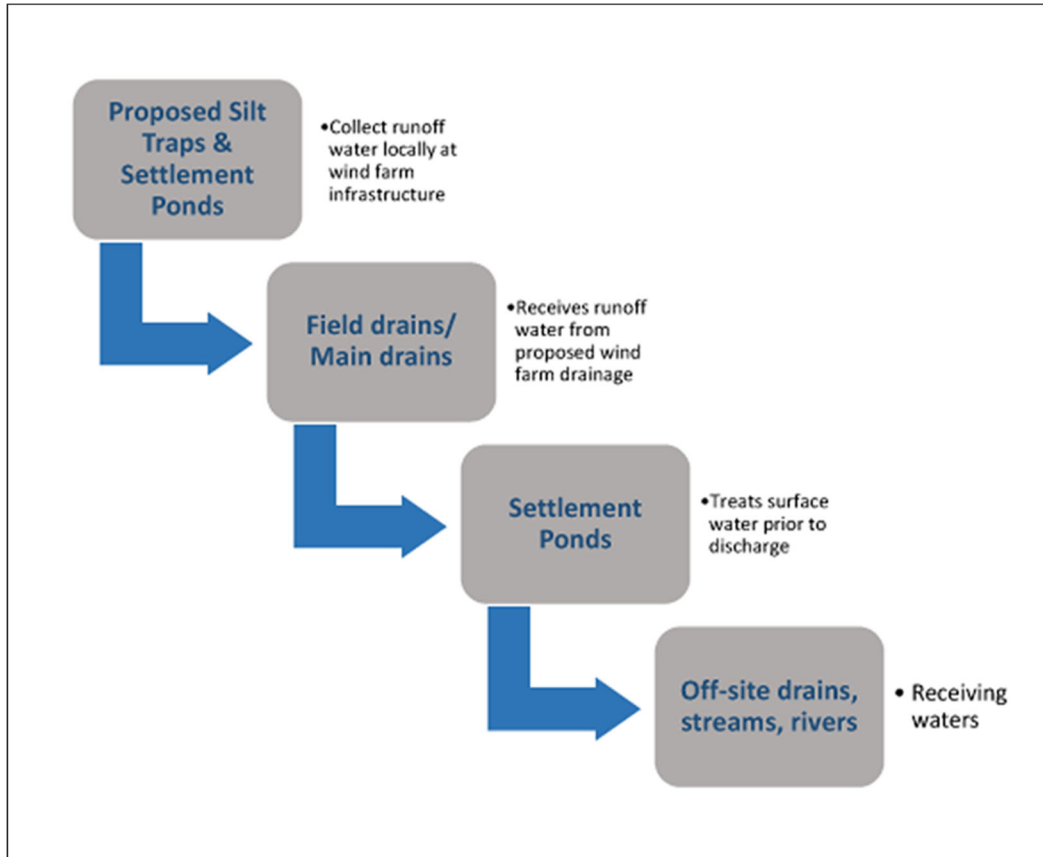 Proposed Silt
Traps &
Settlement
Ponds
•Collect runoff
water locally at
wind farm
infrastructure
Field drains/
Main drains
•Receives runoff
water from
proposed wind
farm drainage
Settlement
Ponds
•Treats surface
water prior to
discharge
Off-site drains,
streams, rivers
• Receiving
waters